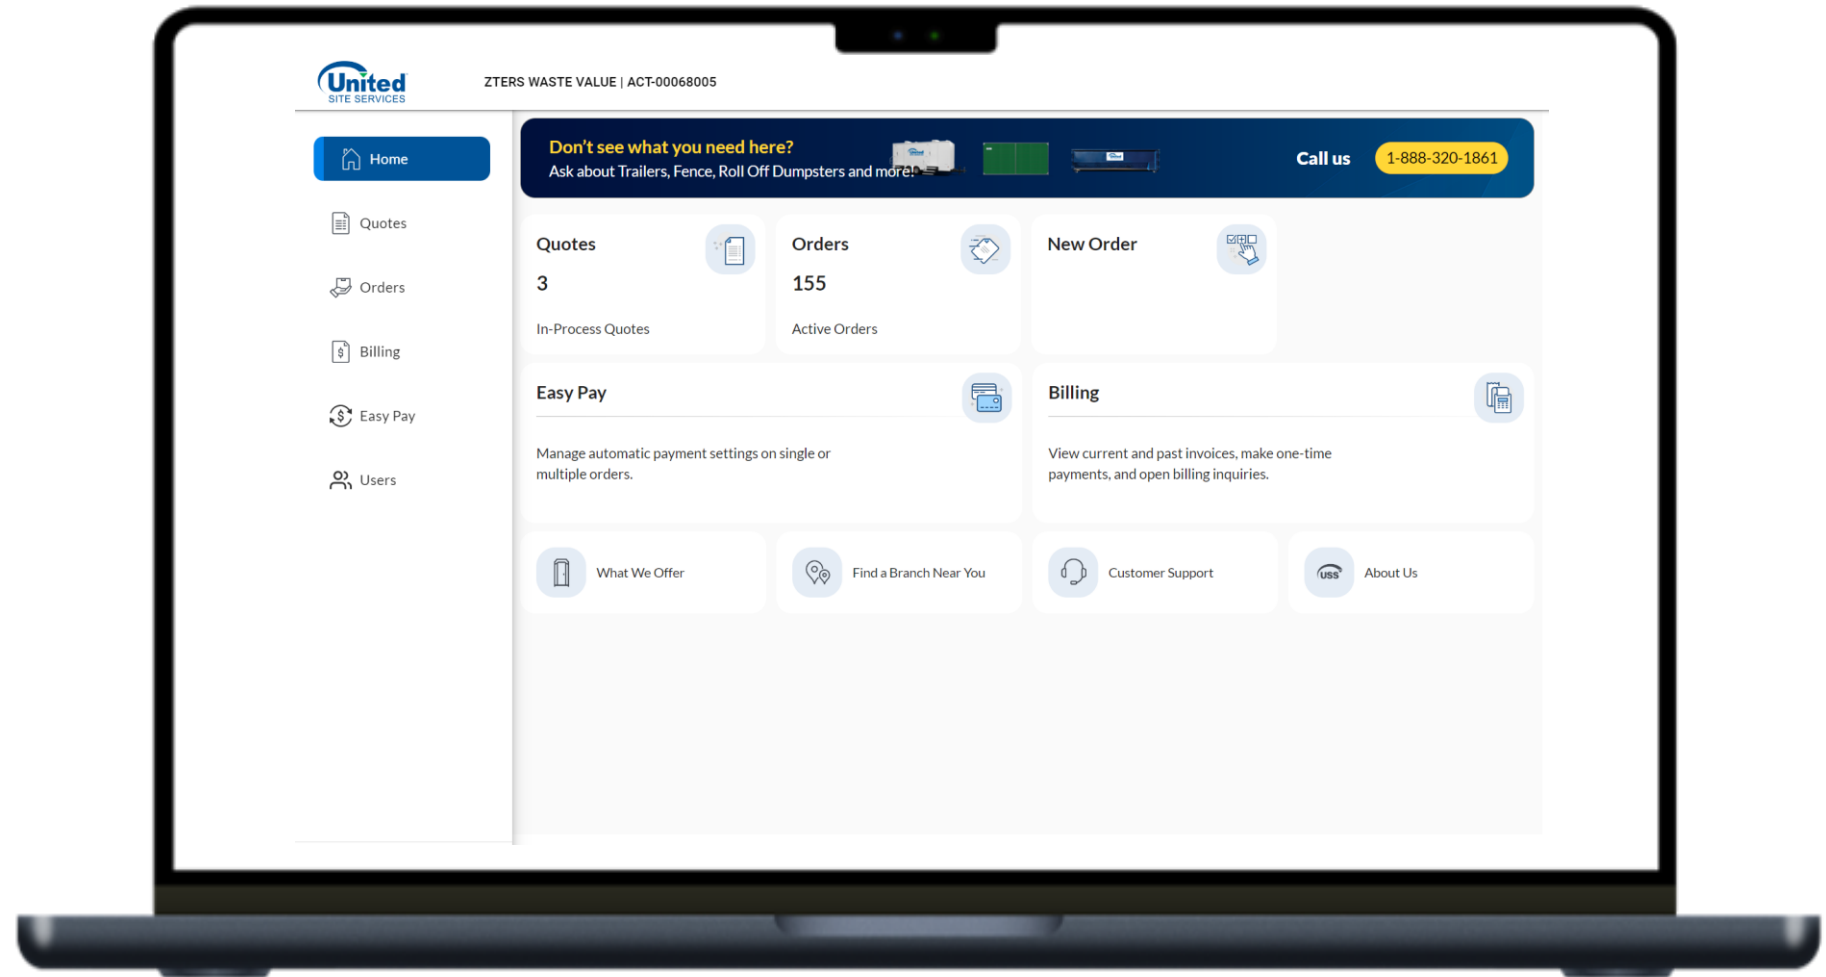 United
SITE SERVICES
ZTERS WASTE VALUE | ACT-00068005
Home
Quotes
Orders
Billing
Easy Pay
Users
Don't see what you need here?
Ask about Trailers, Fence, Roll Off Dumpsters and more!
Call us
1-888-320-1861
Quotes
3
In-Process Quotes
Orders
155
Active Orders
New Order
Easy Pay
Manage automatic payment settings on single or
multiple orders.
Billing
View current and past invoices, make one-time
payments, and open billing inquiries.
What We Offer
Find a Branch Near You
Customer Support
USS
About Us